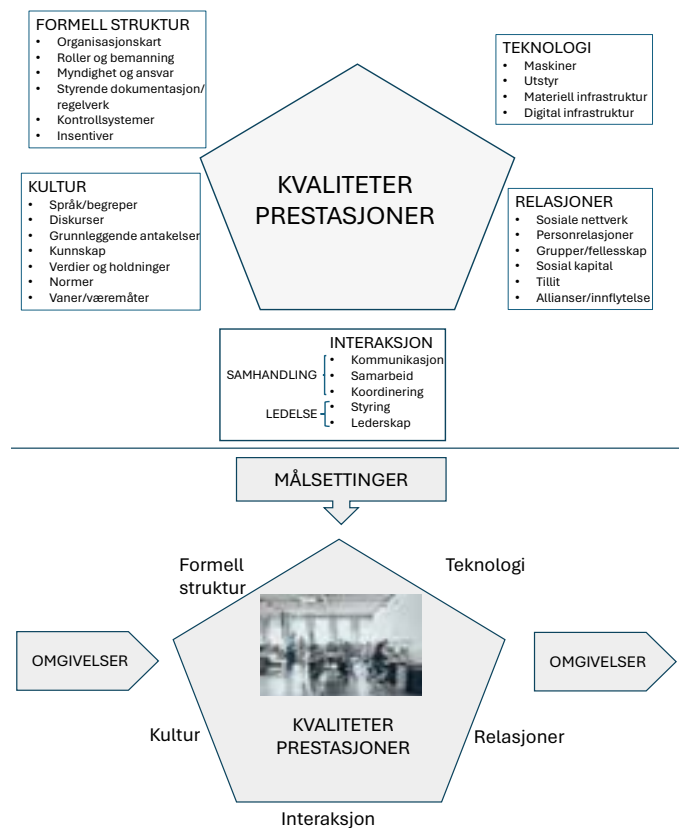 FORMELL STRUKTUR
• Organisasjonskart
• Roller og bemanning
• Myndighet og ansvar
• Styrende dokumentasjon/
regelverk
• Kontrollsystemer
• Insentiver
TEKNOLOGI
• Maskiner
• Utstyr
• Materiell infrastruktur
• Digital infrastruktur
KVALITETER
PRESTASJONER
KULTUR
• Språk/begreper
• Diskurser
• Grunnleggende antakelser
• Kunnskap
• Verdier og holdninger
• Normer
• Vaner/væremåter
RELASJONER
• Sosiale nettverk
• Personrelasjoner
• Grupper/fellesskap
• Sosial kapital
• Tillit
• Allianser/innflytelse
INTERAKSJON
SAMHANDLING
• Kommunikasjon
• Samarbeid
• Koordinering
LEDELSE
• Styring
• Lederskap
MÅLSETTINGER
Formell
struktur
Teknologi
OMGIVELSER
OMGIVELSER
KVALITETER
PRESTASJONER
Kultur
Relasjoner
Interaksjon